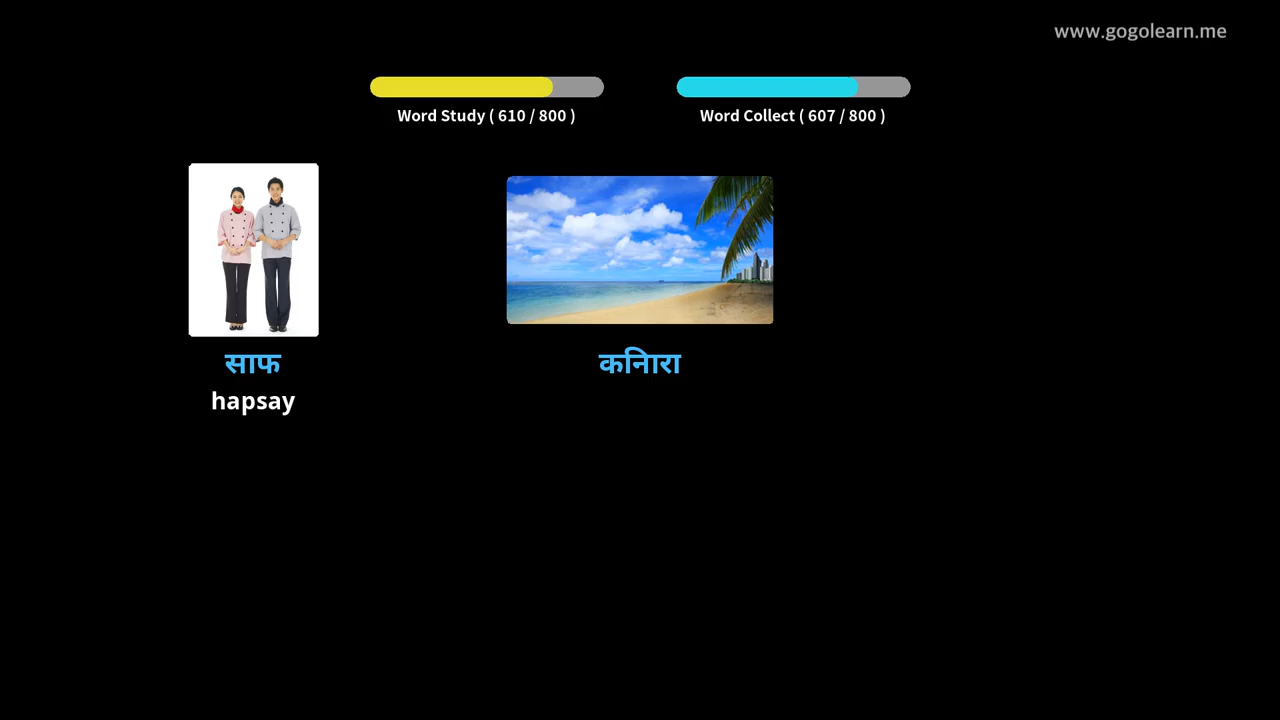 www.gogolearn.me
Word Study ( 610 / 800 )
Word Collect ( 607 / 800 )
साफ
hapsay
कनिारा